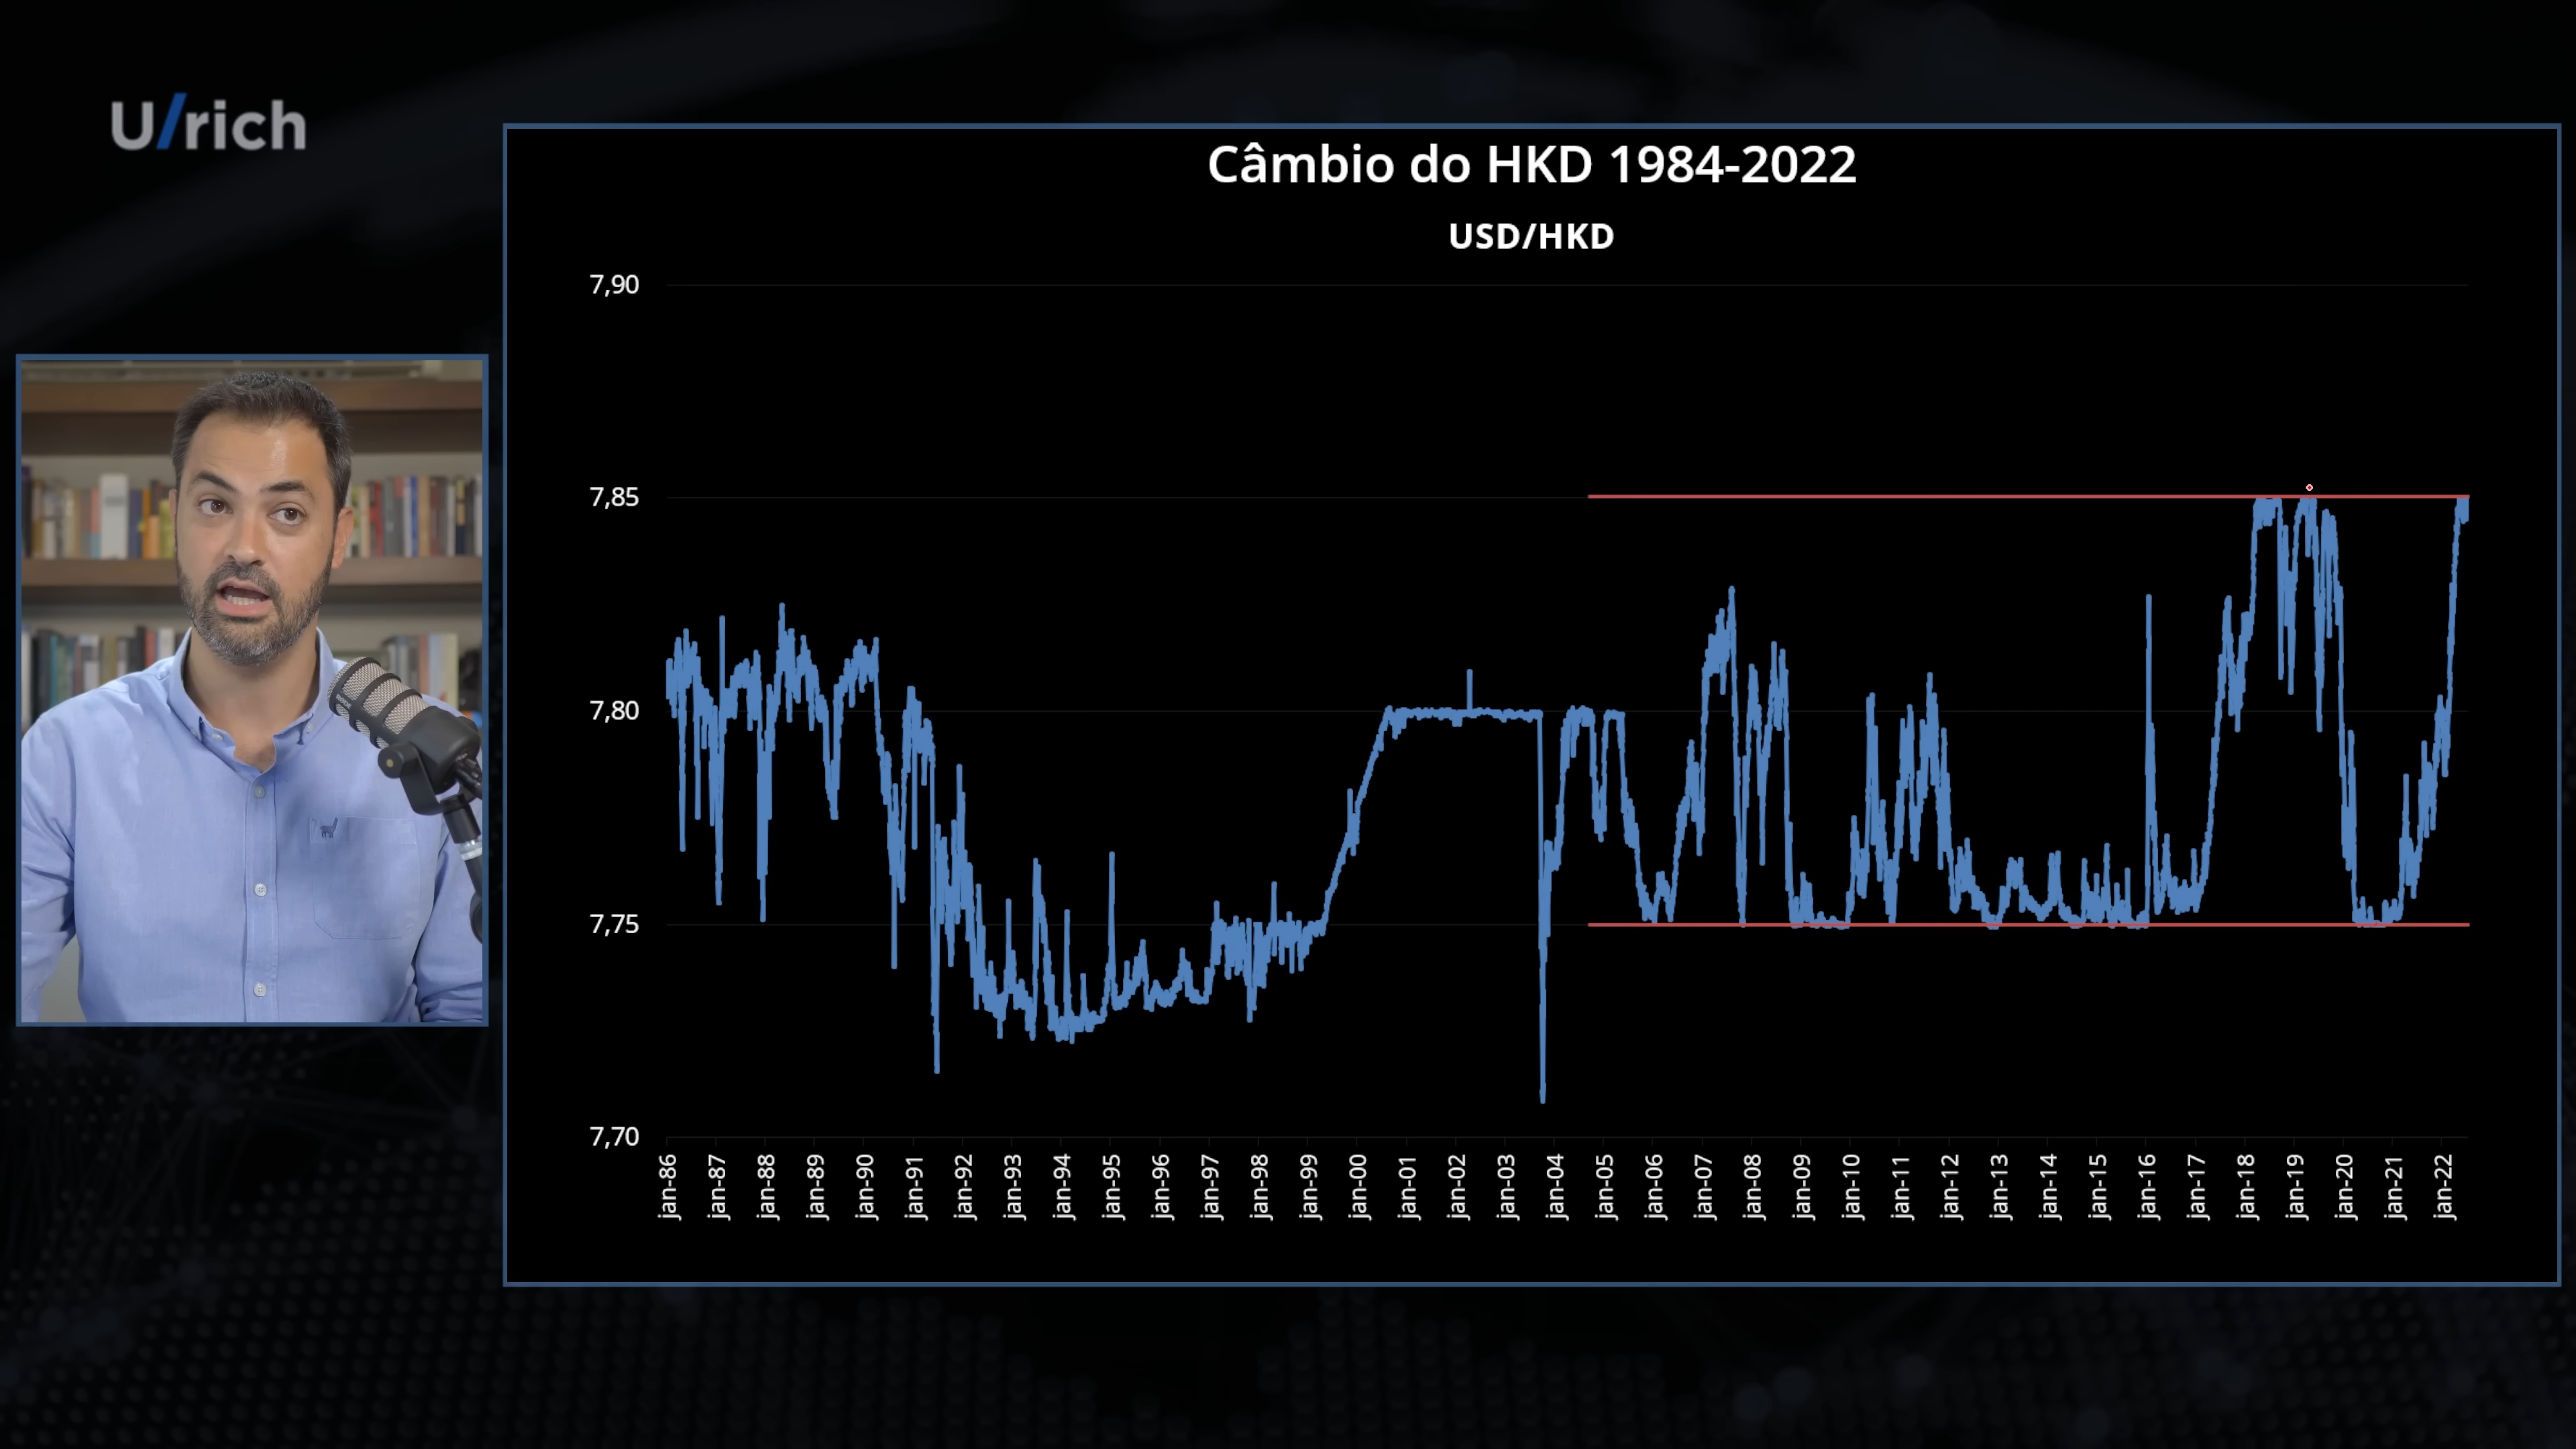 U/rich
Câmbio do HKD 1984-2022
USD/HKD
7,90
7,85
7,80
7,75
7,70
jan-86
jan-87
jan-88
jan-89
jan-90
jan-91
jan-92
jan-93
jan-94
jan-95
jan-96
jan-97
jan-98
jan-99
jan-00
jan-01
jan-02
jan-03
jan-04
jan-05
jan-06
jan-07
jan-08
jan-09
jan-10
jan-11
jan-12
jan-13
jan-14
jan-15
jan-16
jan-17
jan-18
jan-19
jan-20
jan-21
jan-22